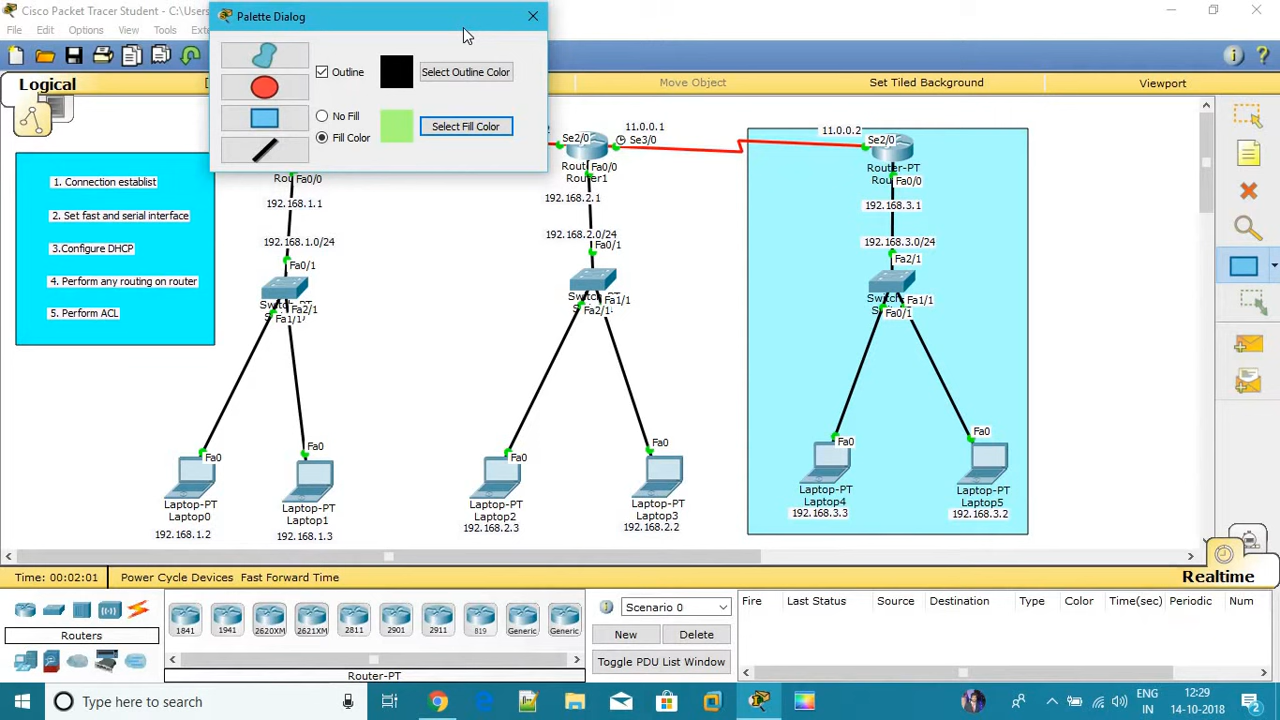 Cisco Packet Tracer Student - C:\Users
Palette Dialog
File Edit Options View Tools
Outline
Select Outline Color
No Fill
Fill Color
Select Fill Color
Logical
Move Object
Set Tiled Background
Viewport
1. Connection establist
2. Set fast and serial interface
3.Configure DHCP
4. Perform any routing on router
5. Perform ACL
Fa0/0
192.168.1.1
192.168.1.0/24
Fa0/1
Fa2/1
Fa1/1
Fa0
Fa0
Laptop-PT
Laptop0
192.168.1.2
Laptop-PT
Laptop1
192.168.1.3
Se2/0
11.0.0.1
Se3/0
Fa0/0
Router1
192.168.2.1
192.168.2.0/24
Fa0/1
Fa1/1
Fa2/1
Fa0
Fa0
Laptop-PT
Laptop2
192.168.2.3
Laptop-PT
Laptop3
192.168.2.2
11.0.0.2
Se2/0
Router-PT
Fa0/0
192.168.3.1
192.168.3.0/24
Fa2/1
Fa1/1
Fa0/1
Fa0
Fa0
Laptop-PT
Laptop4
192.168.3.3
Laptop-PT
Laptop5
192.168.3.2
Time: 00:02:01
Power Cycle Devices Fast Forward Time
Realtime
Routers
1841 1941 2620XM 2621XM 2811 2901 2911 819 Generic Generic
Router-PT
Scenario 0
New
Delete
Toggle PDU List Window
Fire Last Status Source Destination Type Color Time(sec) Periodic Num
Type here to search
ENG
IN
12:29
14-10-2018
2